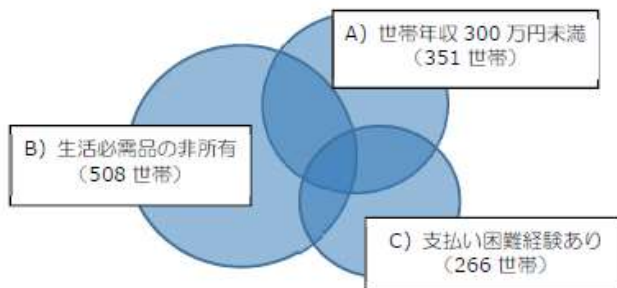 A）世帯年収 300 万円未満
（351 世帯）
B）生活必需品の非所有
（508 世帯）
C）支払い困難経験あり
（266 世帯）